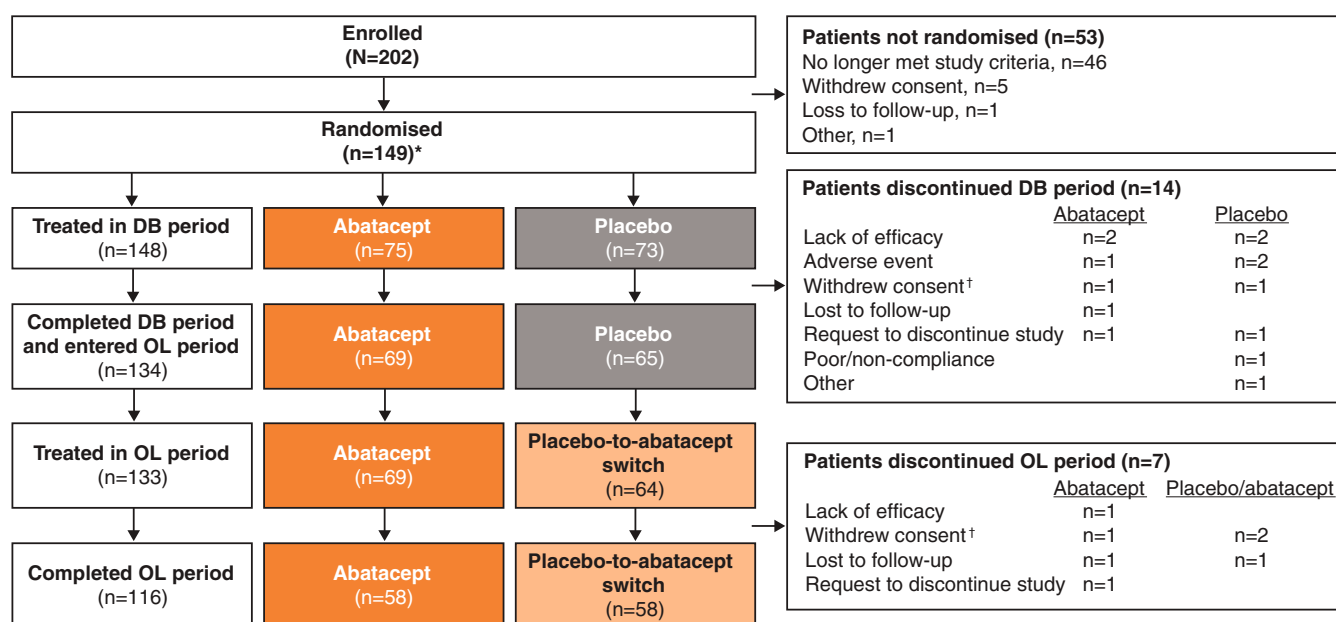 Enrolled
(N=202)
Randomised
(n=149)*
Treated in DB period
(n=148)
Abatacept
(n=75)
Placebo
(n=73)
Completed DB period
and entered OL period
(n=134)
Abatacept
(n=69)
Placebo
(n=65)
Treated in OL period
(n=133)
Abatacept
(n=69)
Placebo-to-abatacept
switch
(n=64)
Completed OL period
(n=116)
Abatacept
(n=58)
Placebo-to-abatacept
switch
(n=58)
Patients not randomised (n=53)
No longer met study criteria, n=46
Withdrew consent, n=5
Loss to follow-up, n=1
Other, n=1
Patients discontinued DB period (n=14)
Abatacept Placebo
Lack of efficacy n=2 n=2
Adverse event n=1 n=2
Withdrew consent† n=1 n=1
Lost to follow-up n=1
Request to discontinue study n=1 n=1
Poor/non-compliance n=1
Other n=1
Patients discontinued OL period (n=7)
Abatacept Placebo/abatacept
Lack of efficacy n=1
Withdrew consent† n=1 n=2
Lost to follow-up n=1 n=1
Request to discontinue study n=1